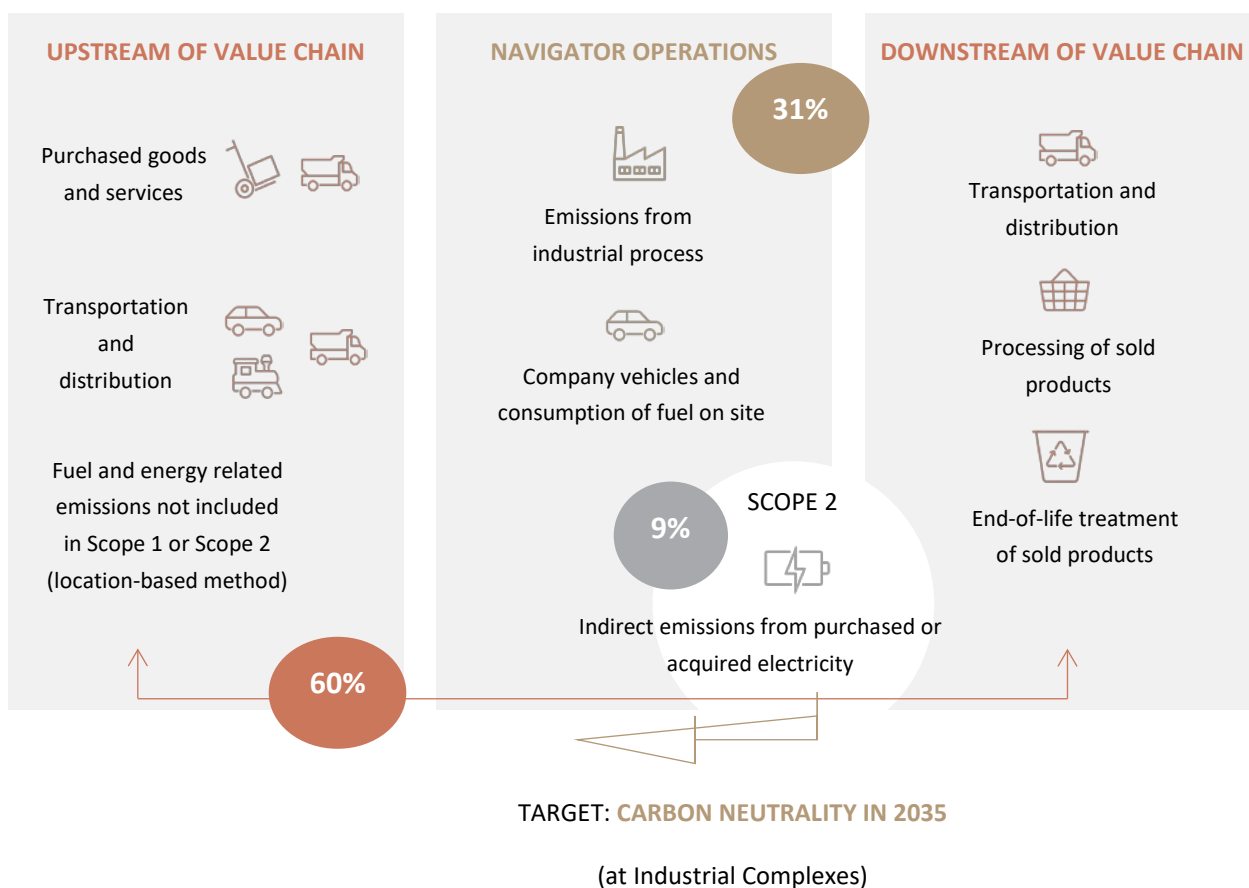 UPSTREAM OF VALUE CHAIN
Purchased goods
and services
Transportation
and
distribution
Fuel and energy related
emissions not included
in Scope 1 or Scope 2
(location-based method)
60%
NAVIGATOR OPERATIONS
31%
Emissions from
industrial process
Company vehicles and
consumption of fuel on site
9%
SCOPE 2
Indirect emissions from purchased or
acquired electricity
DOWNSTREAM OF VALUE CHAIN
Transportation and
distribution
Processing of sold
products
End-of-life treatment
of sold products
TARGET: CARBON NEUTRALITY IN 2035
(at Industrial Complexes)